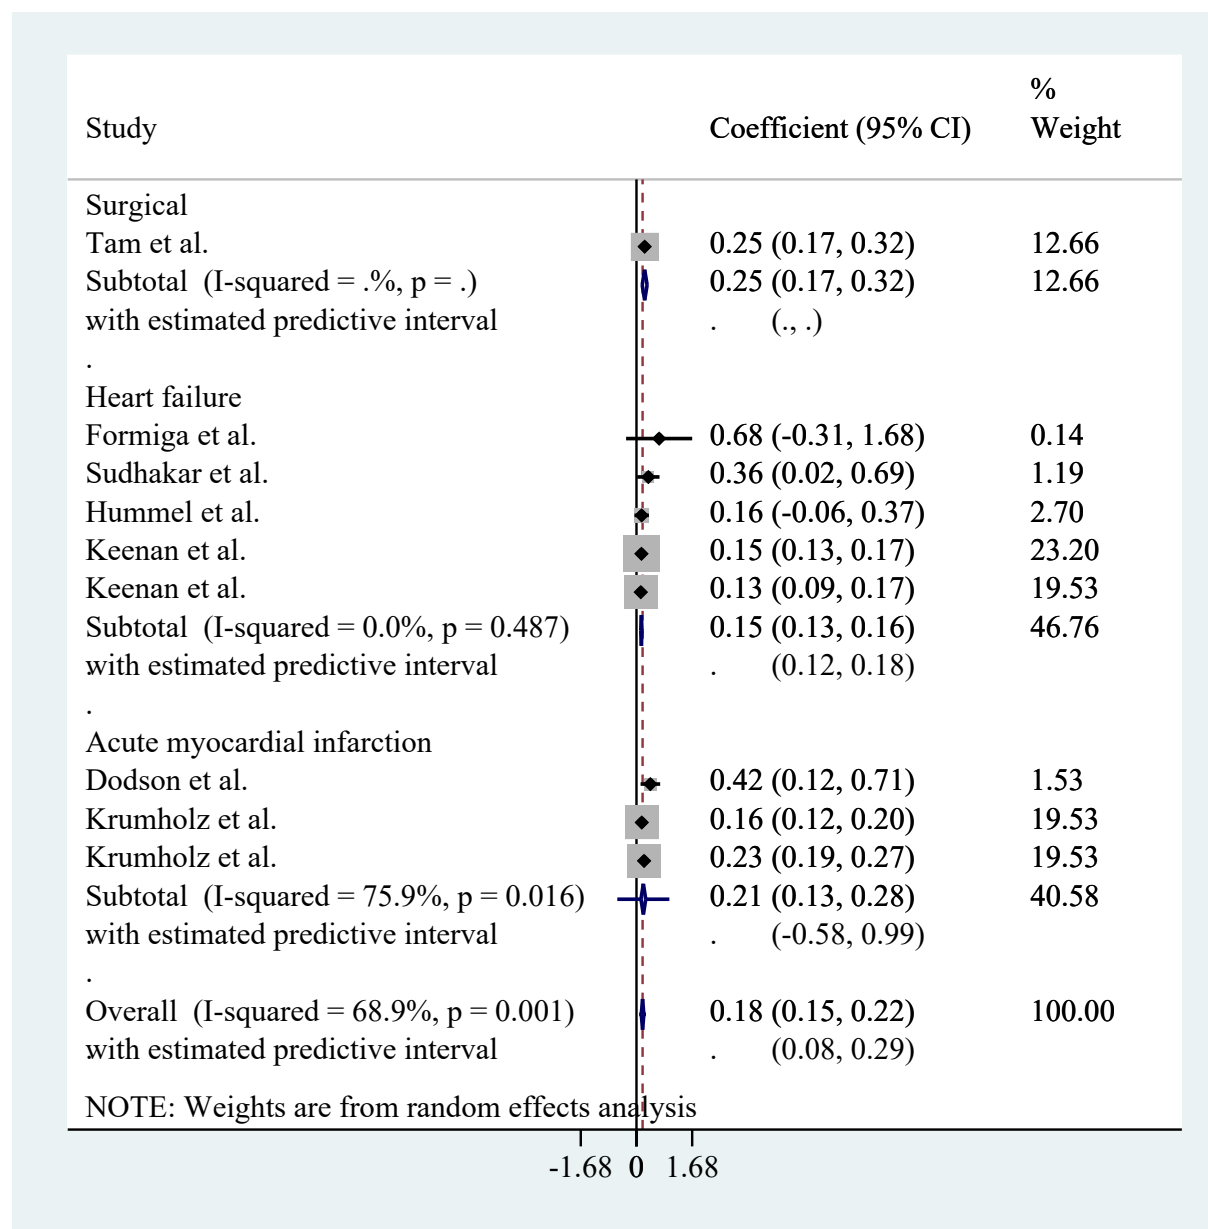 %
Study Coefficient (95% CI) Weight
Surgical
Tam et al. 0.25 (0.17, 0.32) 12.66
Subtotal (I-squared = .%, p = .) 0.25 (0.17, 0.32) 12.66
with estimated predictive interval . (., .)
.
Heart failure
Formiga et al. 0.68 (-0.31, 1.68) 0.14
Sudhakar et al. 0.36 (0.02, 0.69) 1.19
Hummel et al. 0.16 (-0.06, 0.37) 2.70
Keenan et al. 0.15 (0.13, 0.17) 23.20
Keenan et al. 0.13 (0.09, 0.17) 19.53
Subtotal (I-squared = 0.0%, p = 0.487) 0.15 (0.13, 0.16) 46.76
with estimated predictive interval . (0.12, 0.18)
.
Acute myocardial infarction
Dodson et al. 0.42 (0.12, 0.71) 1.53
Krumholz et al. 0.16 (0.12, 0.20) 19.53
Krumholz et al. 0.23 (0.19, 0.27) 19.53
Subtotal (I-squared = 75.9%, p = 0.016) 0.21 (0.13, 0.28) 40.58
with estimated predictive interval . (-0.58, 0.99)
.
Overall (I-squared = 68.9%, p = 0.001) 0.18 (0.15, 0.22) 100.00
with estimated predictive interval . (0.08, 0.29)
NOTE: Weights are from random effects analysis
-1.68 0 1.68